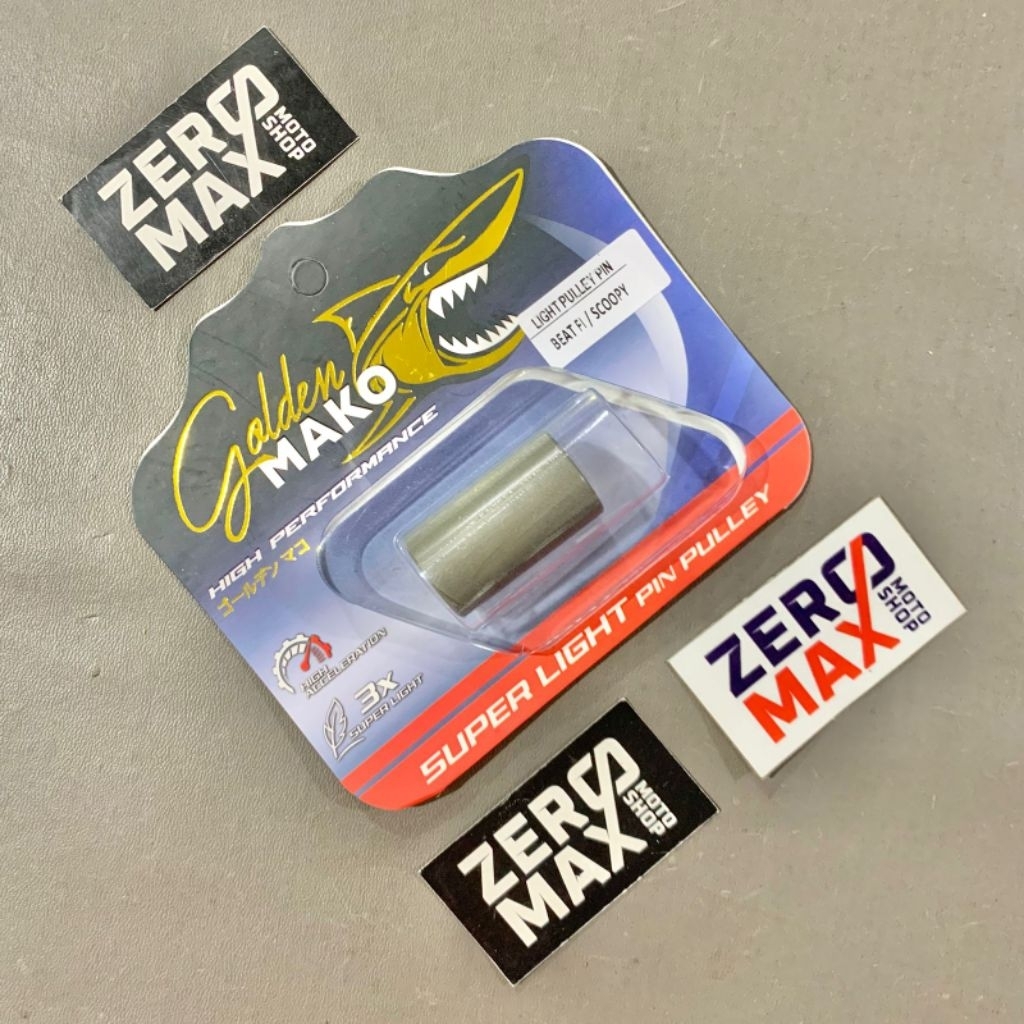 ZERO
MAX
MOTO
SHOP
Golden
MAKO
HIGH PERFORMANCE
ゴールデン マコ
LIGHT PULLEY PIN
BEAT FI / SCOOPY
HIGH
ACCELERATION
3x
SUPER LIGHT
SUPER LIGHT PIN PULLEY
ZERO
MAX
MOTO
SHOP
ZERO
MAX
MOTO
SHOP